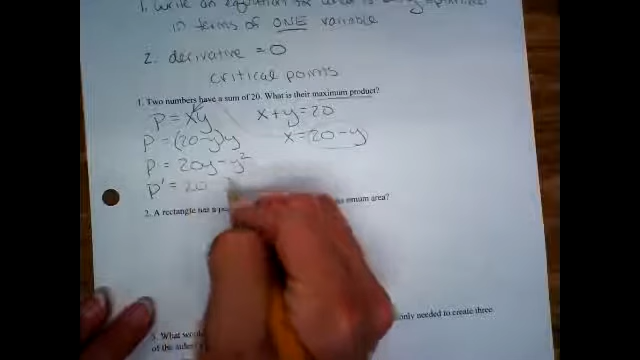 1. Write an equation for what is being optimized
in terms of ONE variable
2. derivative = 0
critical points
1. Two numbers have a sum of 20. What is their maximum product?
P = xy x + y = 20
P = (20-y)y x = 20 - y
P = 20y - y²
P' = 20
2. A rectangle has a area?
3. What only needed to create three
of the sides?